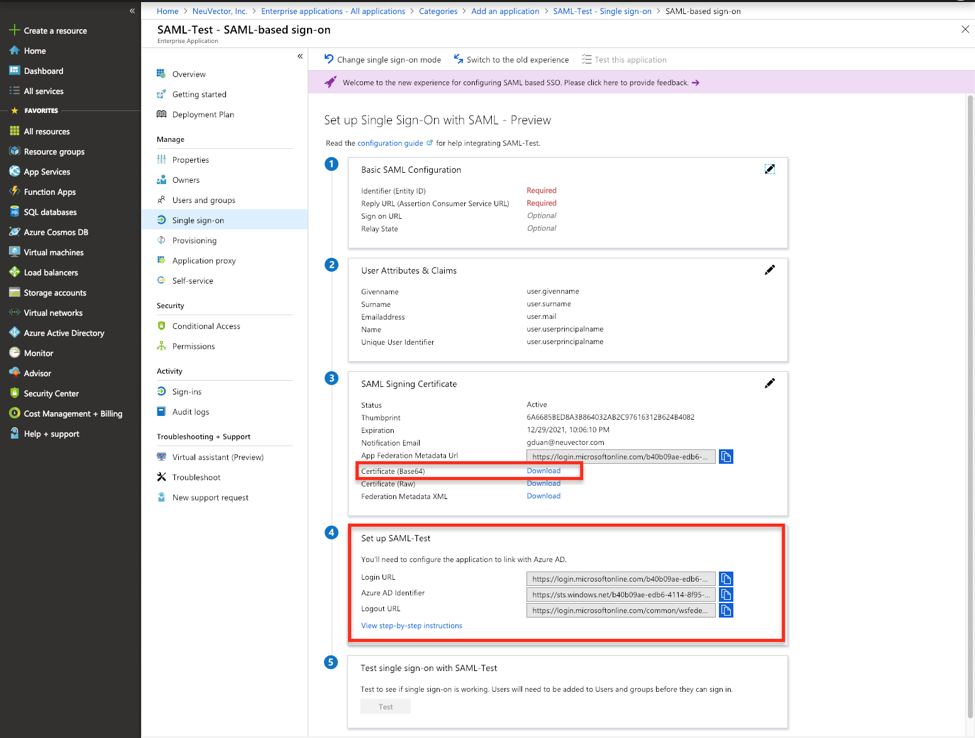 Home > NeuVector, Inc. > Enterprise applications - All applications > Categories > Add an application > SAML-Test - Single sign-on > SAML-based sign-on
SAML-Test - SAML-based sign-on
Enterprise Application
Create a resource
Home
Dashboard
All services
FAVORITES
All resources
Resource groups
App Services
Function Apps
SQL databases
Azure Cosmos DB
Virtual machines
Load balancers
Storage accounts
Virtual networks
Azure Active Directory
Monitor
Advisor
Security Center
Cost Management + Billing
Help + support
Overview
Getting started
Deployment Plan
Manage
Properties
Owners
Users and groups
Single sign-on
Provisioning
Application proxy
Self-service
Security
Conditional Access
Permissions
Activity
Sign-ins
Audit logs
Troubleshooting + Support
Virtual assistant (Preview)
Troubleshoot
New support request
Change single sign-on mode Switch to the old experience Test this application
Welcome to the new experience for configuring SAML based SSO. Please click here to provide feedback. →
Set up Single Sign-On with SAML - Preview
Read the configuration guide for help integrating SAML-Test.
1
Basic SAML Configuration
Identifier (Entity ID) Required
Reply URL (Assertion Consumer Service URL) Required
Sign on URL Optional
Relay State Optional
2
User Attributes & Claims
Givenname user.givenname
Surname user.surname
Emailaddress user.mail
Name user.userprincipalname
Unique User Identifier user.userprincipalname
3
SAML Signing Certificate
Status Active
Thumbprint 6A6685BED8A3B864032AB2C97616312B624B4082
Expiration 12/29/2021, 10:06:10 PM
Notification Email gduan@neuvector.com
App Federation Metadata Url https://login.microsoftonline.com/b40b09ae-edb6-...
Certificate (Base64) Download
Certificate (Raw) Download
Federation Metadata XML Download
4
Set up SAML-Test
You'll need to configure the application to link with Azure AD.
Login URL https://login.microsoftonline.com/b40b09ae-edb6-...
Azure AD Identifier https://sts.windows.net/b40b09ae-edb6-4114-8f95-...
Logout URL https://login.microsoftonline.com/common/wsfede...
View step-by-step instructions
5
Test single sign-on with SAML-Test
Test to see if single sign-on is working. Users will need to be added to Users and groups before they can sign in.
Test